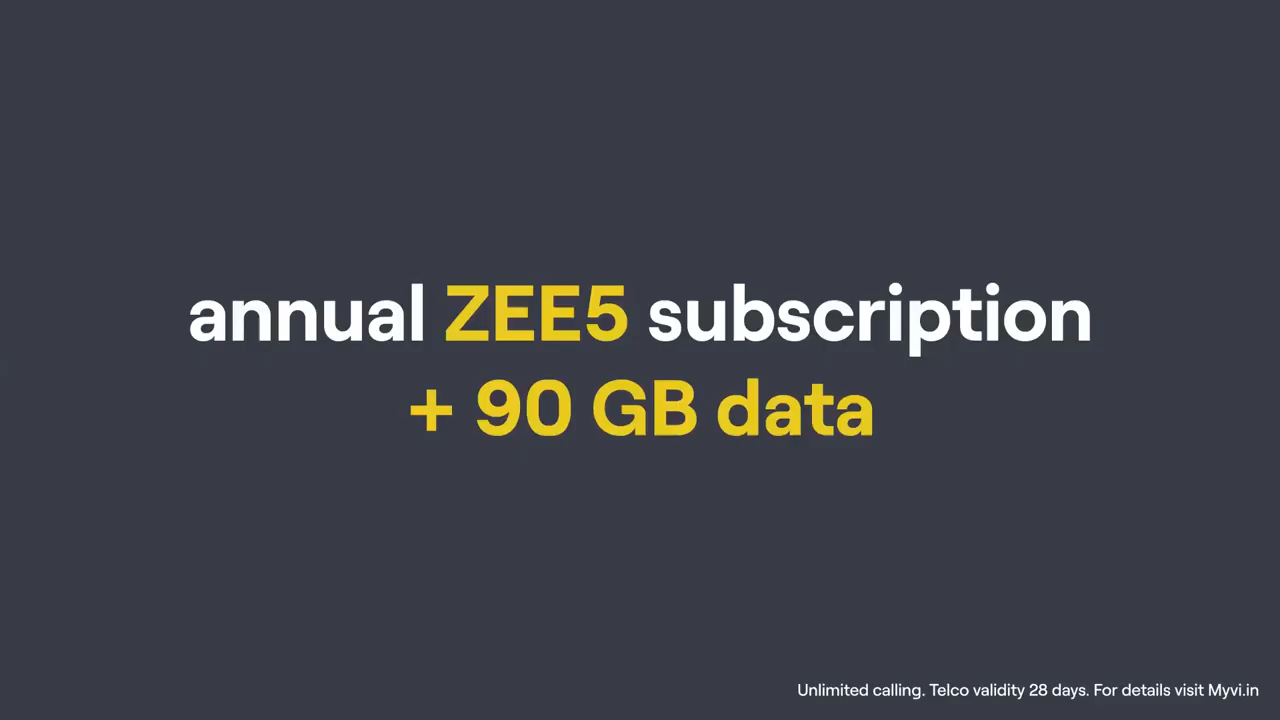 annual ZEE5 subscription
+ 90 GB data
Unlimited calling. Telco validity 28 days. For details visit Myvi.in